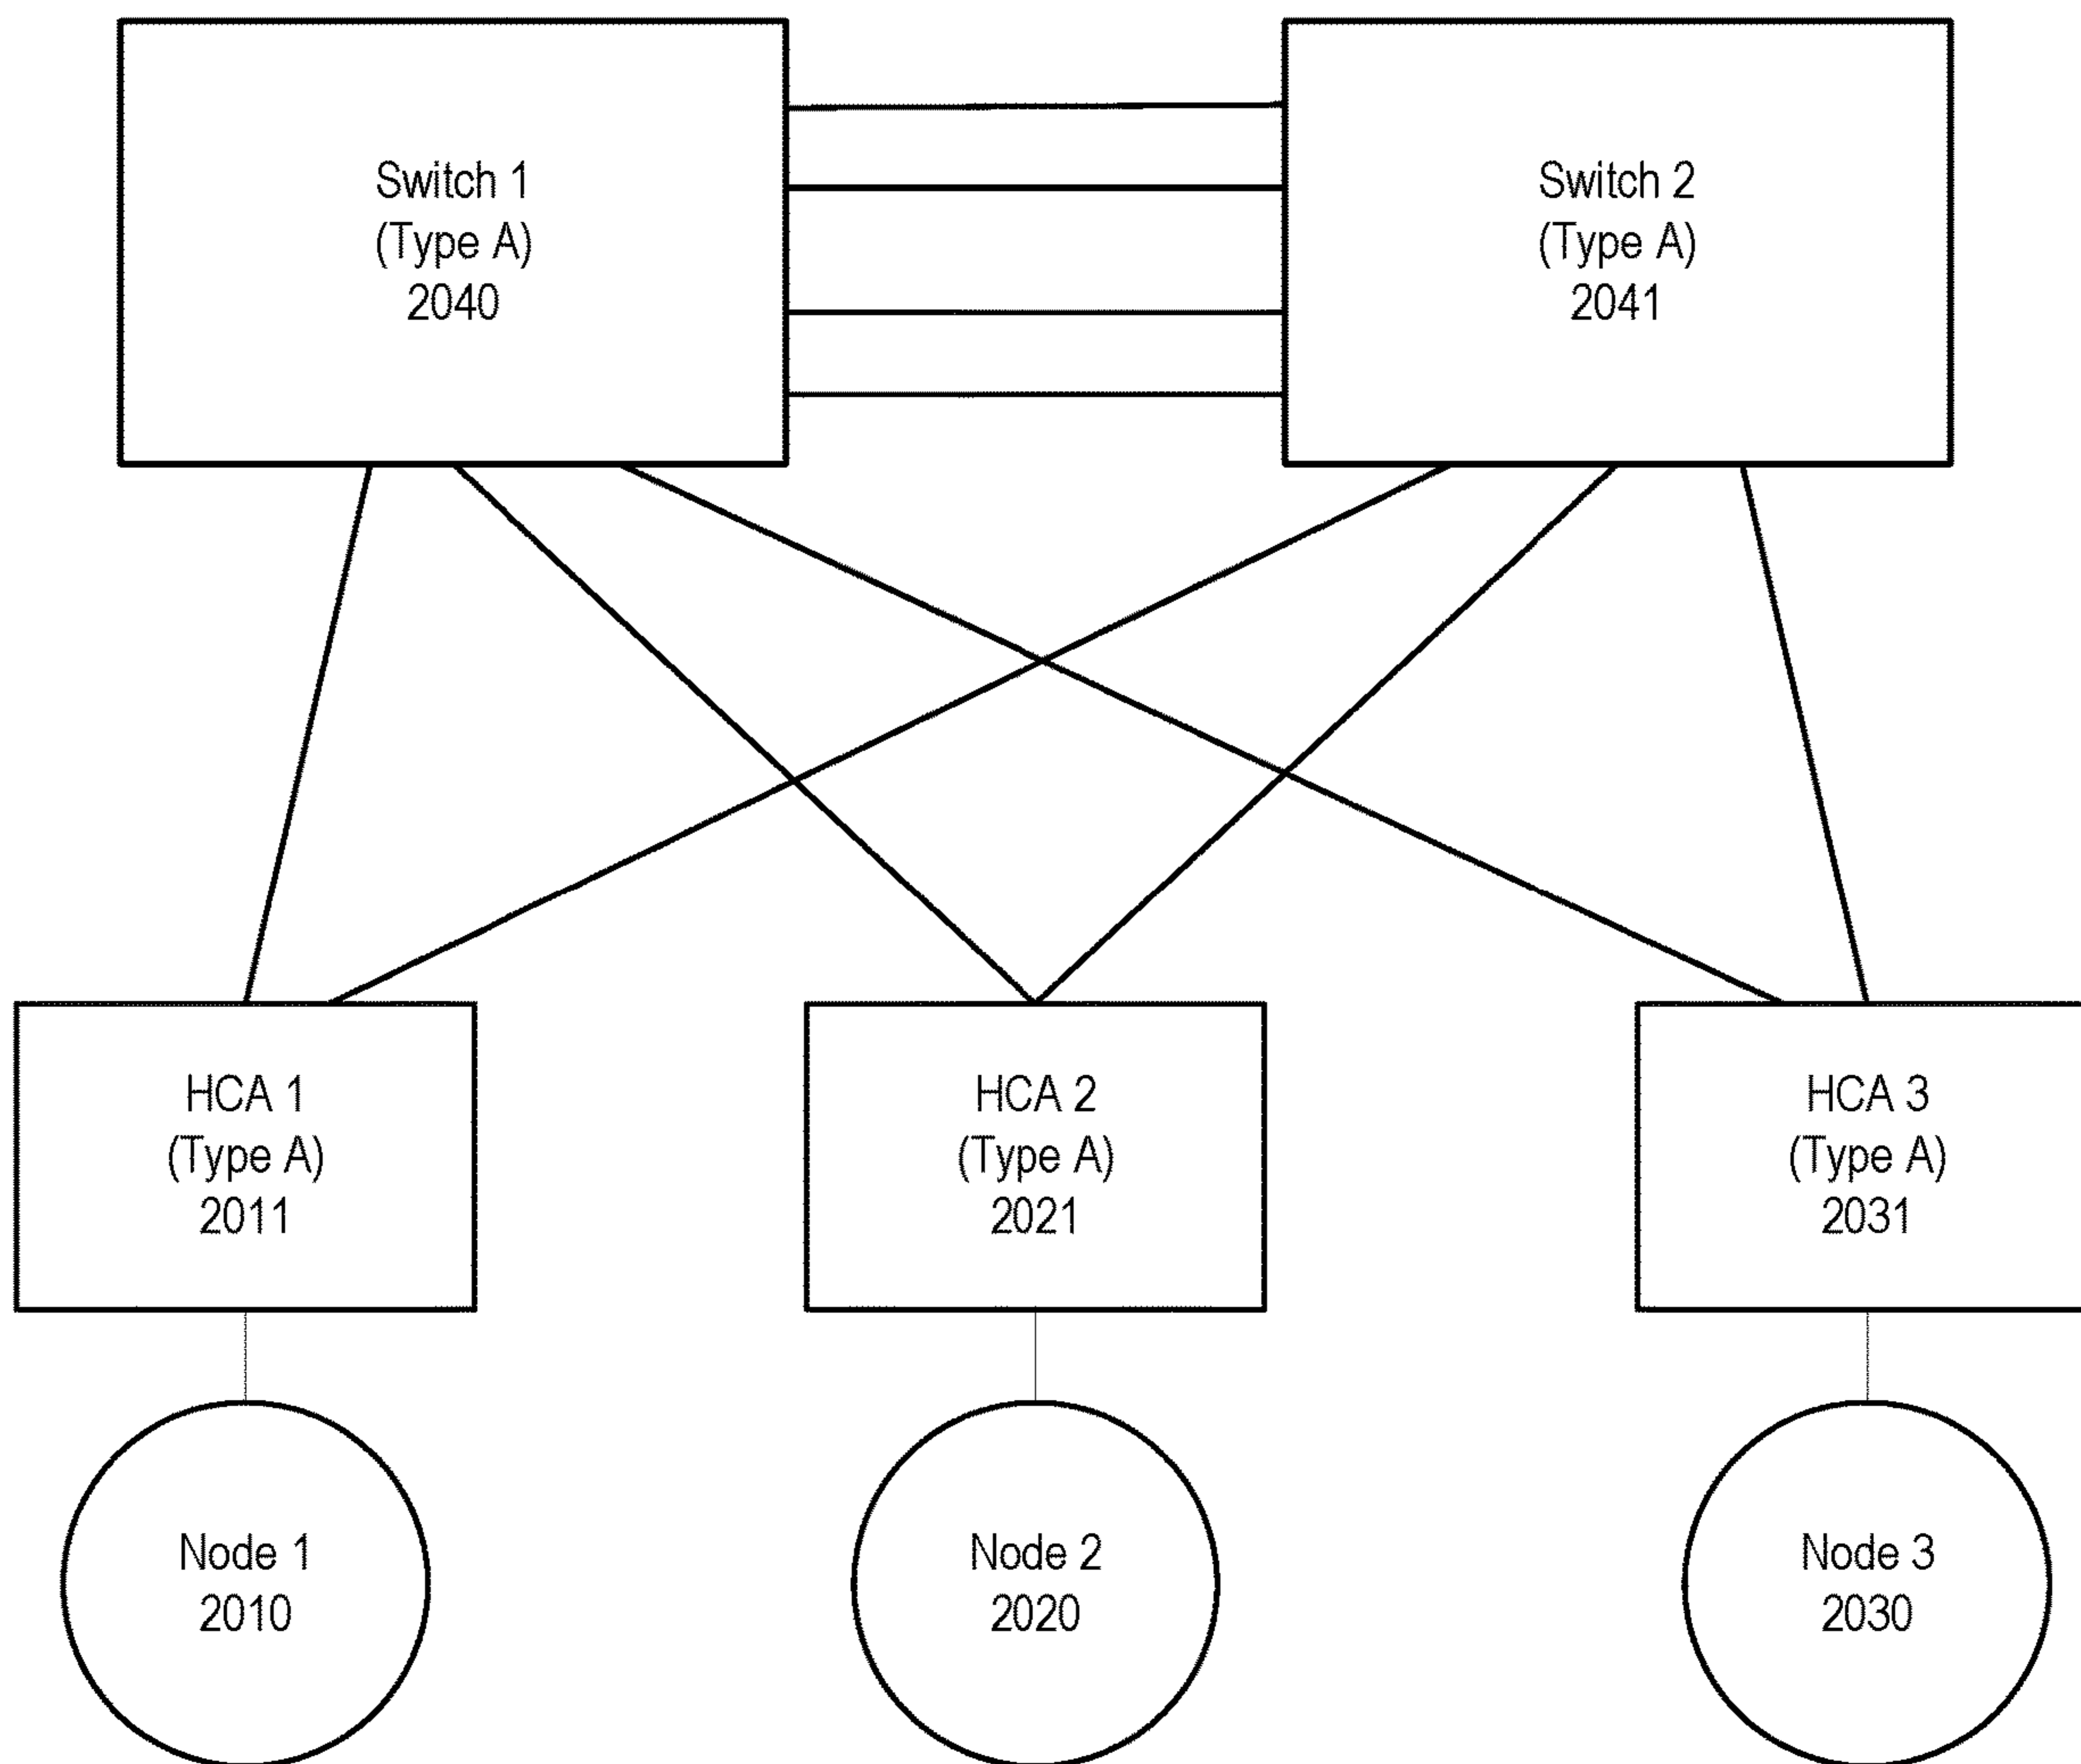 Switch 1
(Type A)
2040
Switch 2
(Type A)
2041
HCA 1
(Type A)
2011
HCA 2
(Type A)
2021
HCA 3
(Type A)
2031
Node 1
2010
Node 2
2020
Node 3
2030